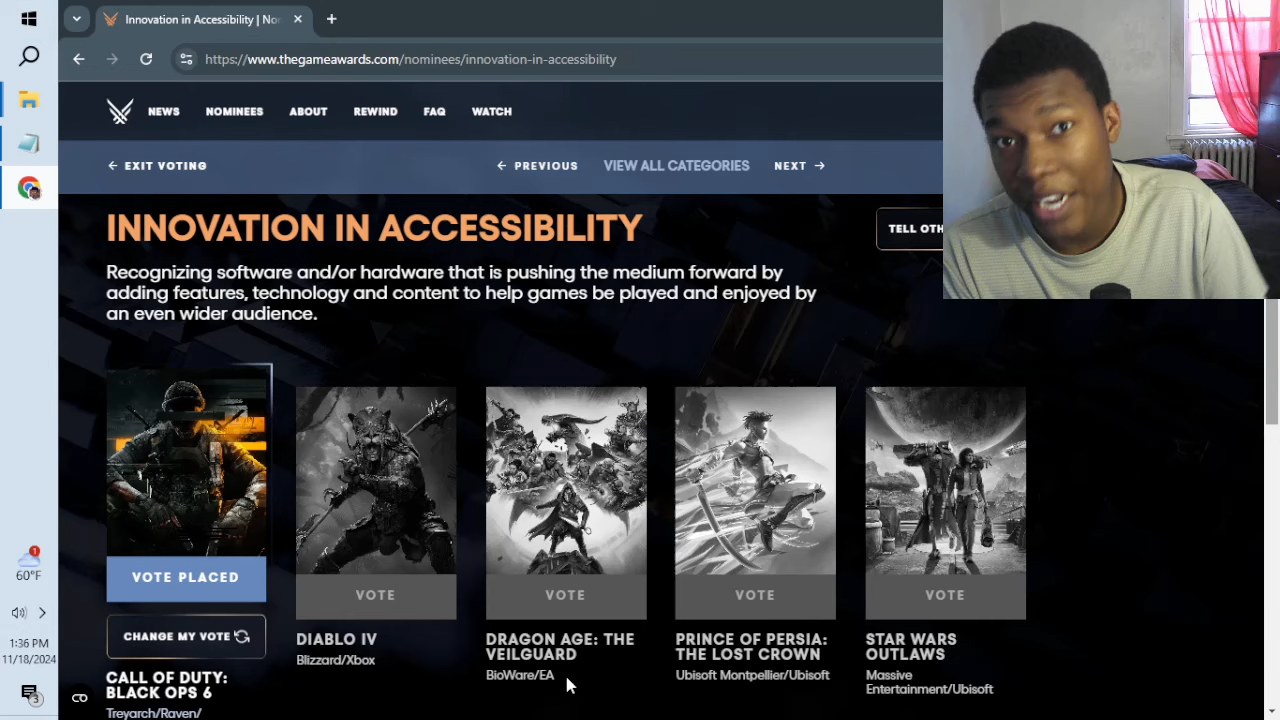 Innovation in Accessibility | No
https://www.thegameawards.com/nominees/innovation-in-accessibility
NEWS NOMINEES ABOUT REWIND FAQ WATCH
← EXIT VOTING ← PREVIOUS VIEW ALL CATEGORIES NEXT →
INNOVATION IN ACCESSIBILITY
TELL OTH
Recognizing software and/or hardware that is pushing the medium forward by
adding features, technology and content to help games be played and enjoyed by
an even wider audience.
VOTE PLACED
CHANGE MY VOTE
CALL OF DUTY:
BLACK OPS 6
Treyarch/Raven/
VOTE
DIABLO IV
Blizzard/Xbox
VOTE
DRAGON AGE: THE
VEILGUARD
BioWare/EA
VOTE
PRINCE OF PERSIA:
THE LOST CROWN
Ubisoft Montpellier/Ubisoft
VOTE
STAR WARS
OUTLAWS
Massive
Entertainment/Ubisoft
1
60°F
1:36 PM
11/18/2024
3